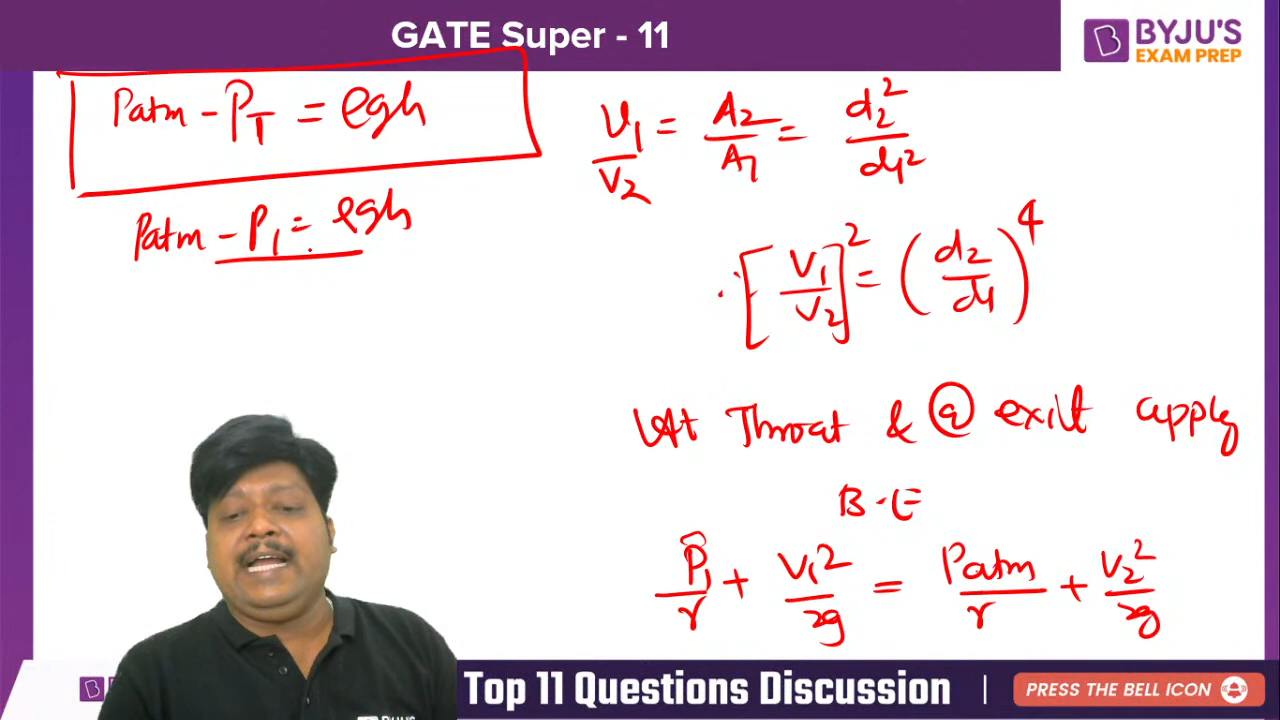 GATE Super - 11
BYJU'S
EXAM PREP
Patm - PT = ρgh
Patm - P1 = ρgh
V1/V2 = A2/A1 = d2²/d1²
[V1/V2]² = (d2/d1)⁴
At Throat & @ exit apply
B.E
P1/γ + V1²/2g = Patm/γ + V2²/2g
Top 11 Questions Discussion
PRESS THE BELL ICON
BYJU'S